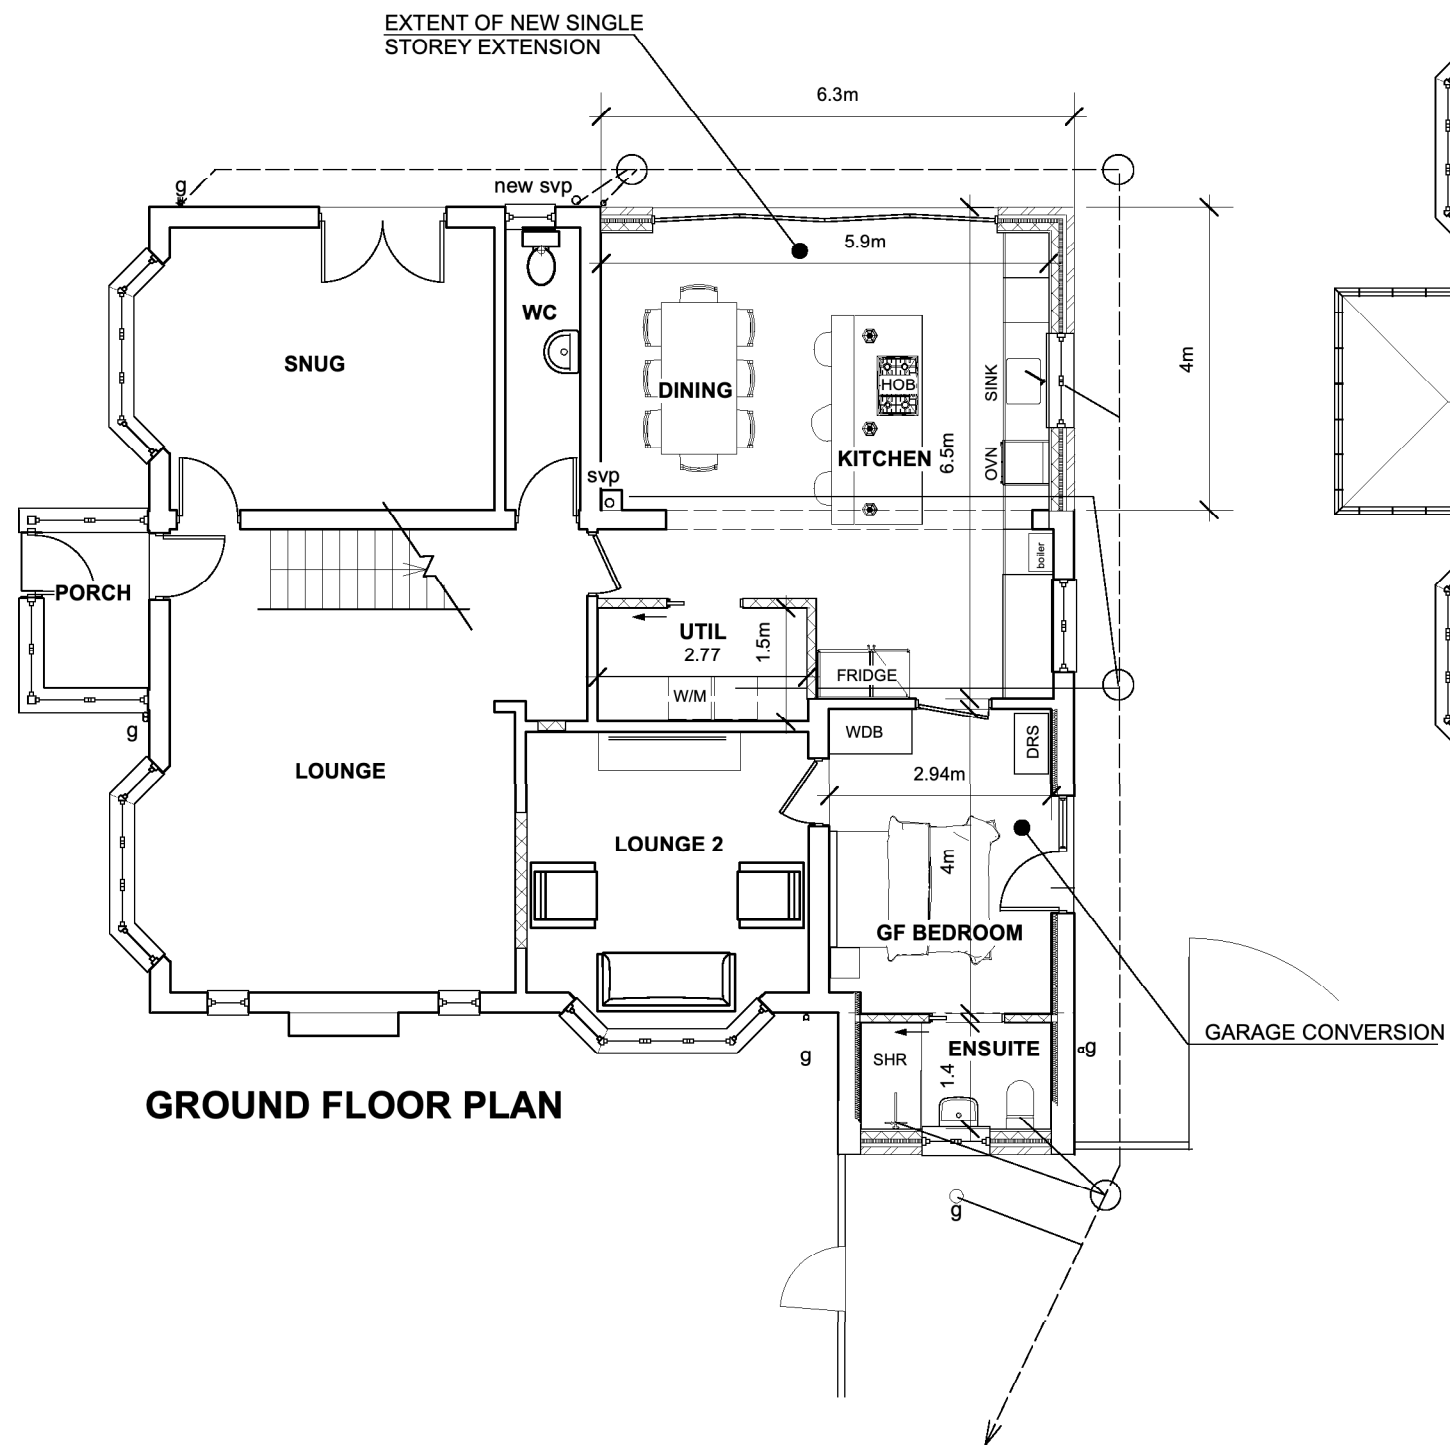 EXTENT OF NEW SINGLE
STOREY EXTENSION
6.3m
g
new svp
5.9m
WC
SNUG
4m
DINING
HOB
SINK
KITCHEN
6.5m
OVN
svp
boiler
PORCH
UTIL
2.77
1.5m
FRIDGE
W/M
g
WDB
DRS
LOUNGE
2.94m
LOUNGE 2
4m
GF BEDROOM
GARAGE CONVERSION
g
SHR
ENSUITE
g
1.4
GROUND FLOOR PLAN
g